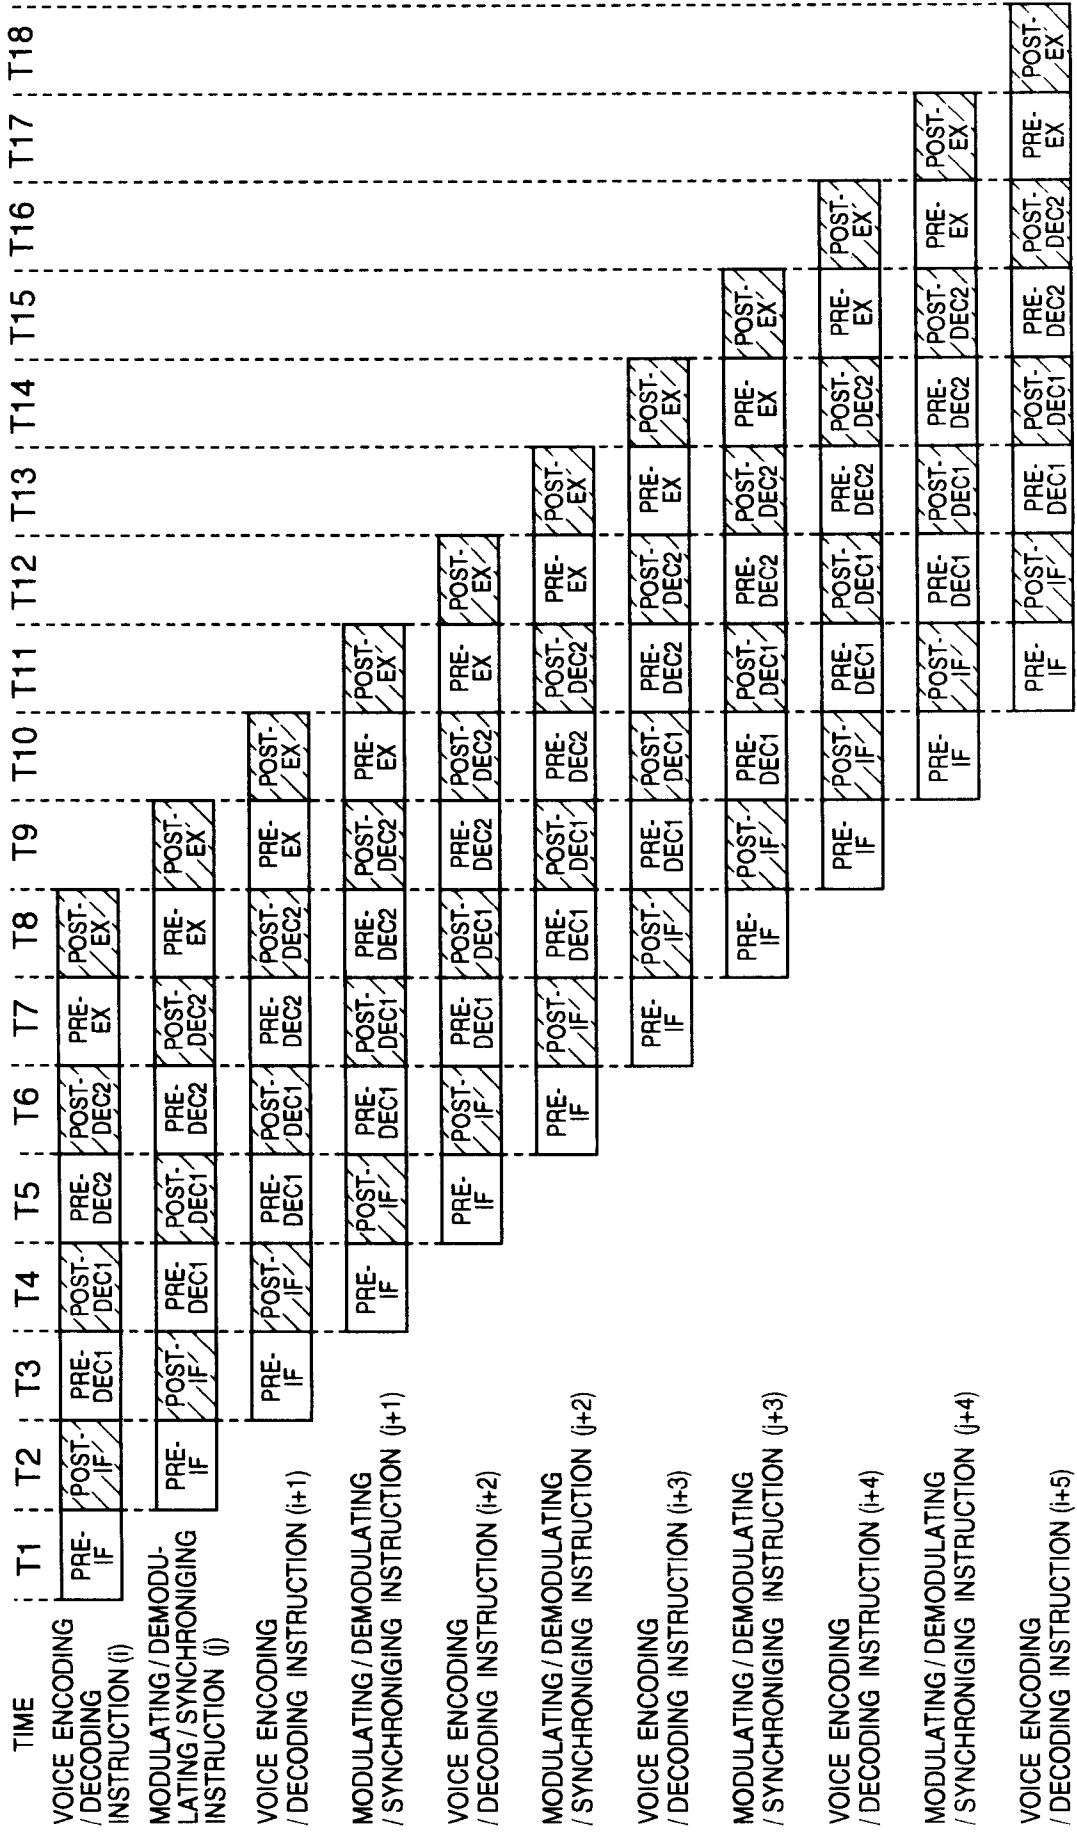 TIME T1 T2 T3 T4 T5 T6 T7 T8 T9 T10 T11 T12 T13 T14 T15 T16 T17 T18
VOICE ENCODING
/ DECODING
INSTRUCTION (i)
PRE-IF POST-IF PRE-DEC1 POST-DEC1 PRE-DEC2 POST-DEC2 PRE-EX POST-EX
MODULATING / DEMODU-
LATING / SYNCHRONIGING
INSTRUCTION (j)
PRE-IF POST-IF PRE-DEC1 POST-DEC1 PRE-DEC2 POST-DEC2 PRE-EX POST-EX
VOICE ENCODING
/ DECODING INSTRUCTION (i+1)
PRE-IF POST-IF PRE-DEC1 POST-DEC1 PRE-DEC2 POST-DEC2 PRE-EX POST-EX
MODULATING / DEMODULATING
/ SYNCHRONIGING INSTRUCTION (j+1)
PRE-IF POST-IF PRE-DEC1 POST-DEC1 PRE-DEC2 POST-DEC2 PRE-EX POST-EX
VOICE ENCODING
/ DECODING INSTRUCTION (i+2)
PRE-IF POST-IF PRE-DEC1 POST-DEC1 PRE-DEC2 POST-DEC2 PRE-EX POST-EX
MODULATING / DEMODULATING
/ SYNCHRONIGING INSTRUCTION (j+2)
PRE-IF POST-IF PRE-DEC1 POST-DEC1 PRE-DEC2 POST-DEC2 PRE-EX POST-EX
VOICE ENCODING
/ DECODING INSTRUCTION (i+3)
PRE-IF POST-IF PRE-DEC1 POST-DEC1 PRE-DEC2 POST-DEC2 PRE-EX POST-EX
MODULATING / DEMODULATING
/ SYNCHRONIGING INSTRUCTION (j+3)
PRE-IF POST-IF PRE-DEC1 POST-DEC1 PRE-DEC2 POST-DEC2 PRE-EX POST-EX
VOICE ENCODING
/ DECODING INSTRUCTION (i+4)
PRE-IF POST-IF PRE-DEC1 POST-DEC1 PRE-DEC2 POST-DEC2 PRE-EX POST-EX
MODULATING / DEMODULATING
/ SYNCHRONIGING INSTRUCTION (j+4)
PRE-IF POST-IF PRE-DEC1 POST-DEC1 PRE-DEC2 POST-DEC2 PRE-EX POST-EX
VOICE ENCODING
/ DECODING INSTRUCTION (i+5)
PRE-IF POST-IF PRE-DEC1 POST-DEC1 PRE-DEC2 POST-DEC2 PRE-EX POST-EX